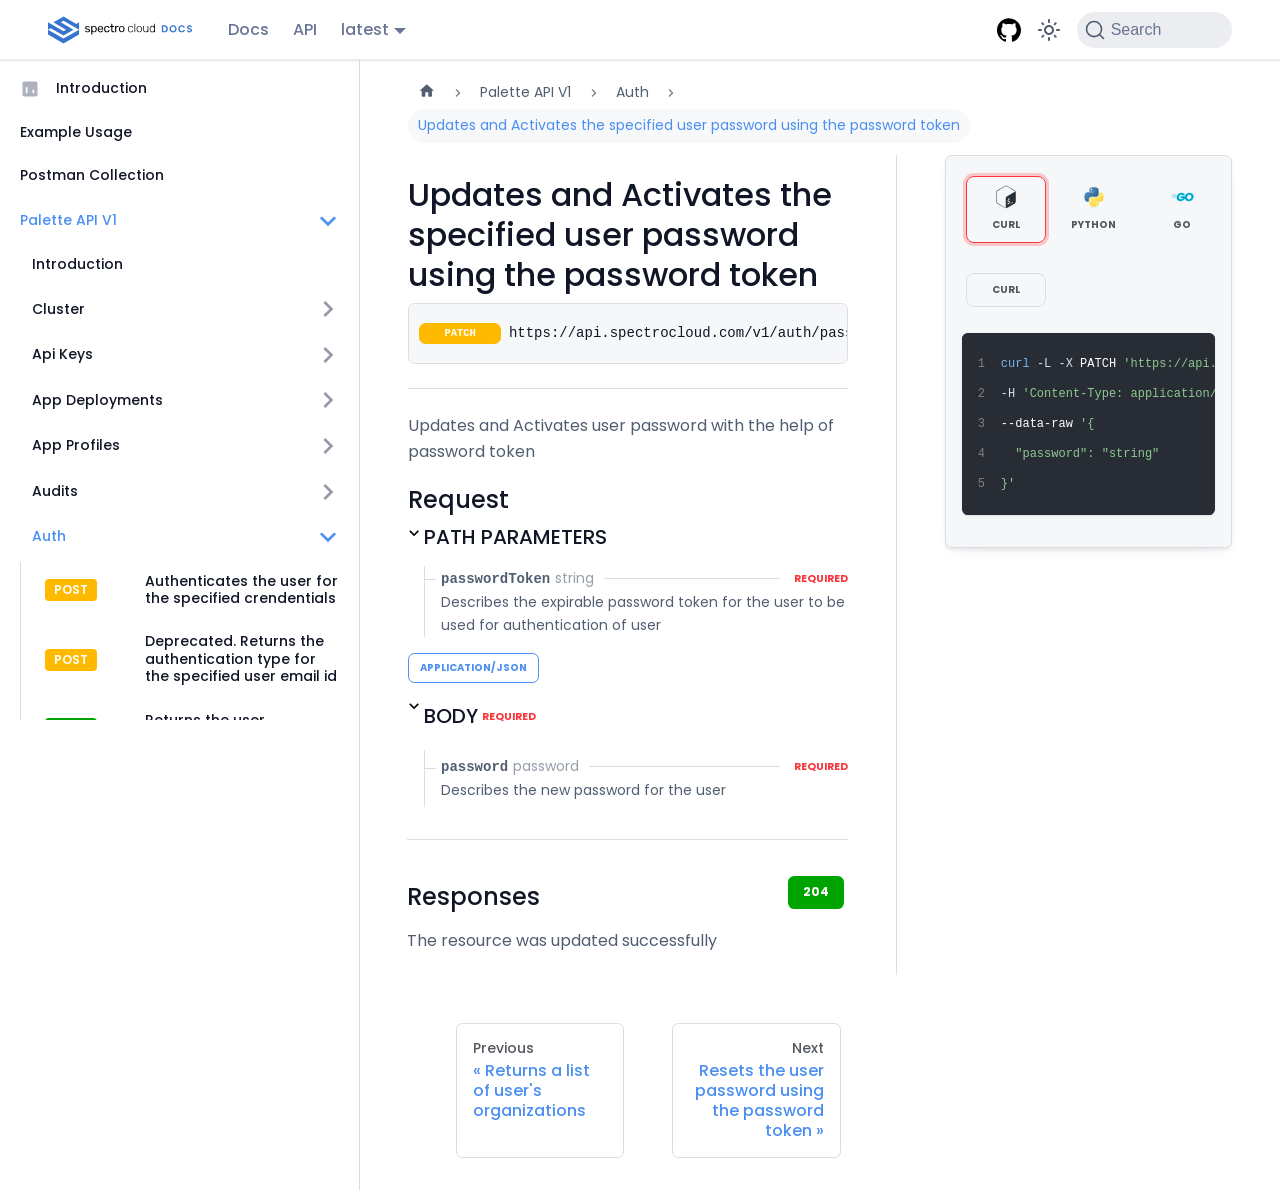 spectro cloud DOCS
Docs
API
latest
Search
Introduction
Example Usage
Postman Collection
Palette API V1
Introduction
Cluster
Api Keys
App Deployments
App Profiles
Audits
Auth
POST
Authenticates the user for
the specified crendentials
POST
Deprecated. Returns the
authentication type for
the specified user email id
Returns the user
Palette API V1
Auth
Updates and Activates the specified user password using the password token
Updates and Activates the
specified user password
using the password token
PATCH https://api.spectrocloud.com/v1/auth/pass
Updates and Activates user password with the help of
password token
Request
PATH PARAMETERS
passwordToken string REQUIRED
Describes the expirable password token for the user to be
used for authentication of user
APPLICATION/JSON
BODY REQUIRED
password password REQUIRED
Describes the new password for the user
Responses
204
The resource was updated successfully
Previous
« Returns a list
of user's
organizations
Next
Resets the user
password using
the password
token »
CURL
PYTHON
GO
CURL
1 curl -L -X PATCH 'https://api.
2 -H 'Content-Type: application/
3 --data-raw '{
4 "password": "string"
5 }'